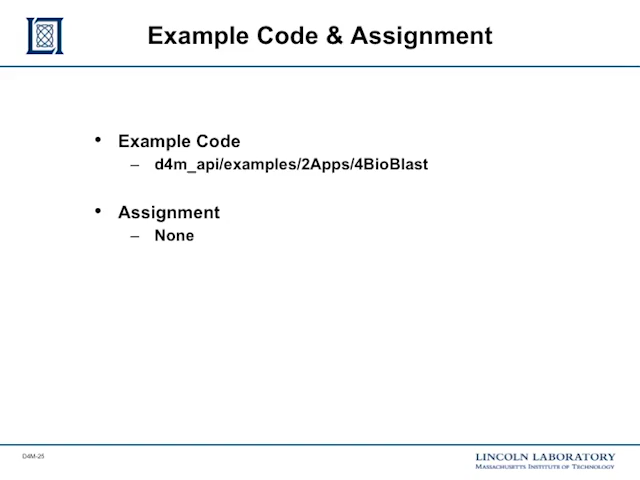 Example Code & Assignment
• Example Code
– d4m_api/examples/2Apps/4BioBlast
• Assignment
– None
D4M-25
LINCOLN LABORATORY
MASSACHUSETTS INSTITUTE OF TECHNOLOGY